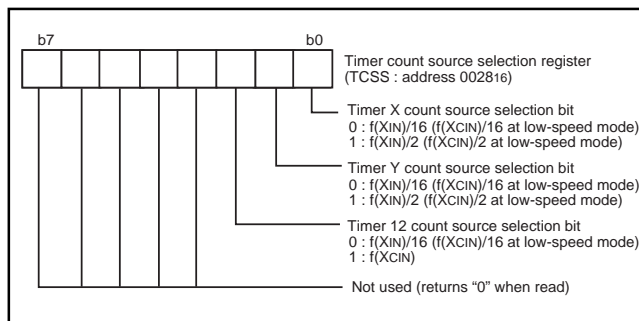 b7
b0
Timer count source selection register
(TCSS : address 002816)
Timer X count source selection bit
0 : f(XIN)/16 (f(XCIN)/16 at low-speed mode)
1 : f(XIN)/2 (f(XCIN)/2 at low-speed mode)
Timer Y count source selection bit
0 : f(XIN)/16 (f(XCIN)/16 at low-speed mode)
1 : f(XIN)/2 (f(XCIN)/2 at low-speed mode)
Timer 12 count source selection bit
0 : f(XIN)/16 (f(XCIN)/16 at low-speed mode)
1 : f(XCIN)
Not used (returns “0” when read)